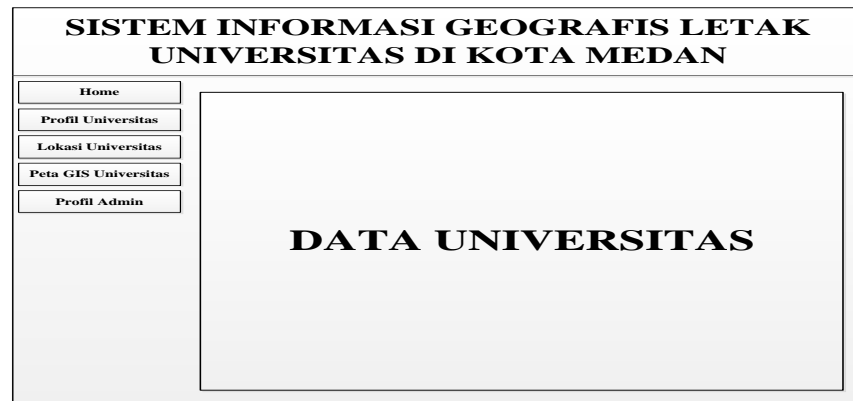 SISTEM INFORMASI GEOGRAFIS LETAK
UNIVERSITAS DI KOTA MEDAN
Home
Profil Universitas
Lokasi Universitas
Peta GIS Universitas
Profil Admin
DATA UNIVERSITAS